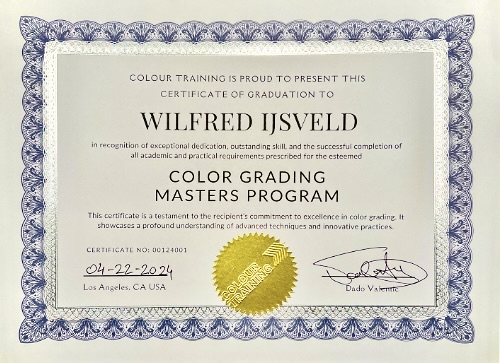 COLOUR TRAINING IS PROUD TO PRESENT THIS
CERTIFICATE OF GRADUATION TO
WILFRED IJSVELD
in recognition of exceptional dedication, outstanding skill, and the successful completion of
all academic and practical requirements prescribed for the esteemed
COLOR GRADING
MASTERS PROGRAM
This certificate is a testament to the recipient's commitment to excellence in color grading. It
showcases a profound understanding of advanced techniques and innovative practices.
CERTIFICATE NO: 00124001
04-22-2024
Los Angeles, CA USA
COLOUR
TRAINING
Dado Valentic